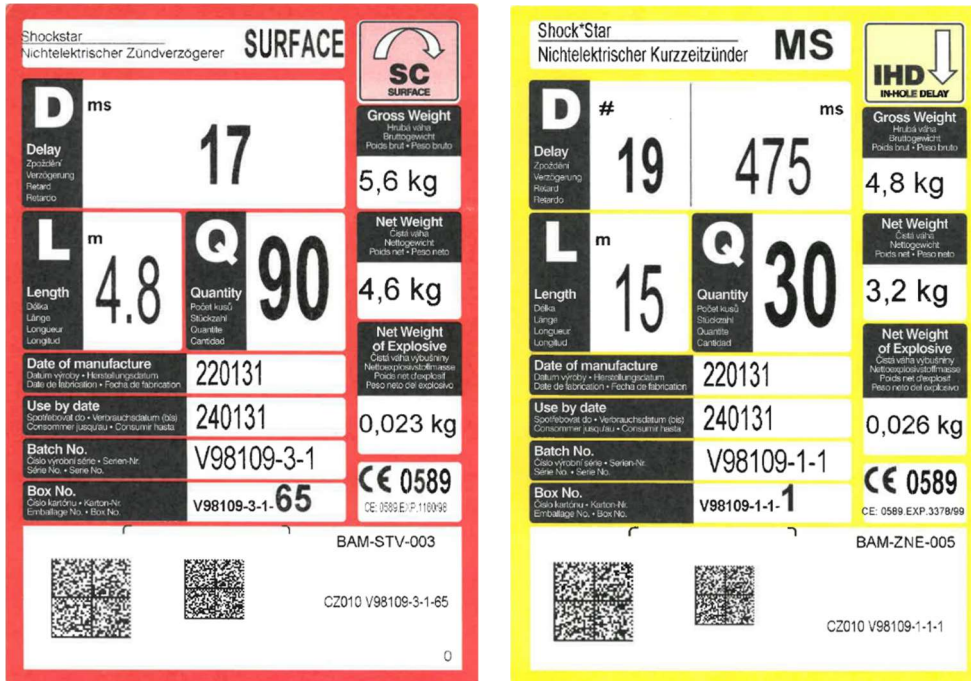 Shockstar
Nichtelektrischer Zündverzögerer
SURFACE
SC
SURFACE
D
ms
17
Delay
Zpoždění
Verzögerung
Retard
Retardo
Gross Weight
Hrubá váha
Bruttogewicht
Poids brut • Peso bruto
5,6 kg
L
m
4.8
Length
Délka
Länge
Longueur
Longitud
Q
90
Quantity
Počet kusů
Stückzahl
Quantite
Cantidad
Net Weight
Čistá váha
Nettogewicht
Poids net • Peso neto
4,6 kg
Net Weight
of Explosive
Čistá váha výbušniny
Nettoexplosivstoffmasse
Poids net d'explosif
Peso neto del explosivo
0,023 kg
Date of manufacture
Datum výroby • Herstellungsdatum
Date de fabrication • Fecha de fabrication
220131
Use by date
Spotřebovat do • Verbrauchsdatum (bis)
Consommer jusqu'au • Consumir hasta
240131
Batch No.
Číslo výrobní série • Serien-Nr.
Série No. • Serie No.
V98109-3-1
Box No.
Číslo kartónu • Karton-Nr.
Emballage No. • Box No.
V98109-3-1-65
CE 0589
CE: 0589.EXP.1160/98
BAM-STV-003
CZ010 V98109-3-1-65
0
Shock*Star
Nichtelektrischer Kurzzeitzünder
MS
IHD
IN-HOLE DELAY
D
#
19
ms
475
Delay
Zpoždění
Verzögerung
Retard
Retardo
Gross Weight
Hrubá váha
Bruttogewicht
Poids brut • Peso bruto
4,8 kg
L
m
15
Length
Délka
Länge
Longueur
Longitud
Q
30
Quantity
Počet kusů
Stückzahl
Quantite
Cantidad
Net Weight
Čistá váha
Nettogewicht
Poids net • Peso neto
3,2 kg
Net Weight
of Explosive
Čistá váha výbušniny
Nettoexplosivstoffmasse
Poids net d'explosif
Peso neto del explosivo
0,026 kg
Date of manufacture
Datum výroby • Herstellungsdatum
Date de fabrication • Fecha de fabrication
220131
Use by date
Spotřebovat do • Verbrauchsdatum (bis)
Consommer jusqu'au • Consumir hasta
240131
Batch No.
Číslo výrobní série • Serien-Nr.
Série No. • Serie No.
V98109-1-1
Box No.
Číslo kartónu • Karton-Nr.
Emballage No. • Box No.
V98109-1-1-1
CE 0589
CE: 0589.EXP.3378/99
BAM-ZNE-005
CZ010 V98109-1-1-1